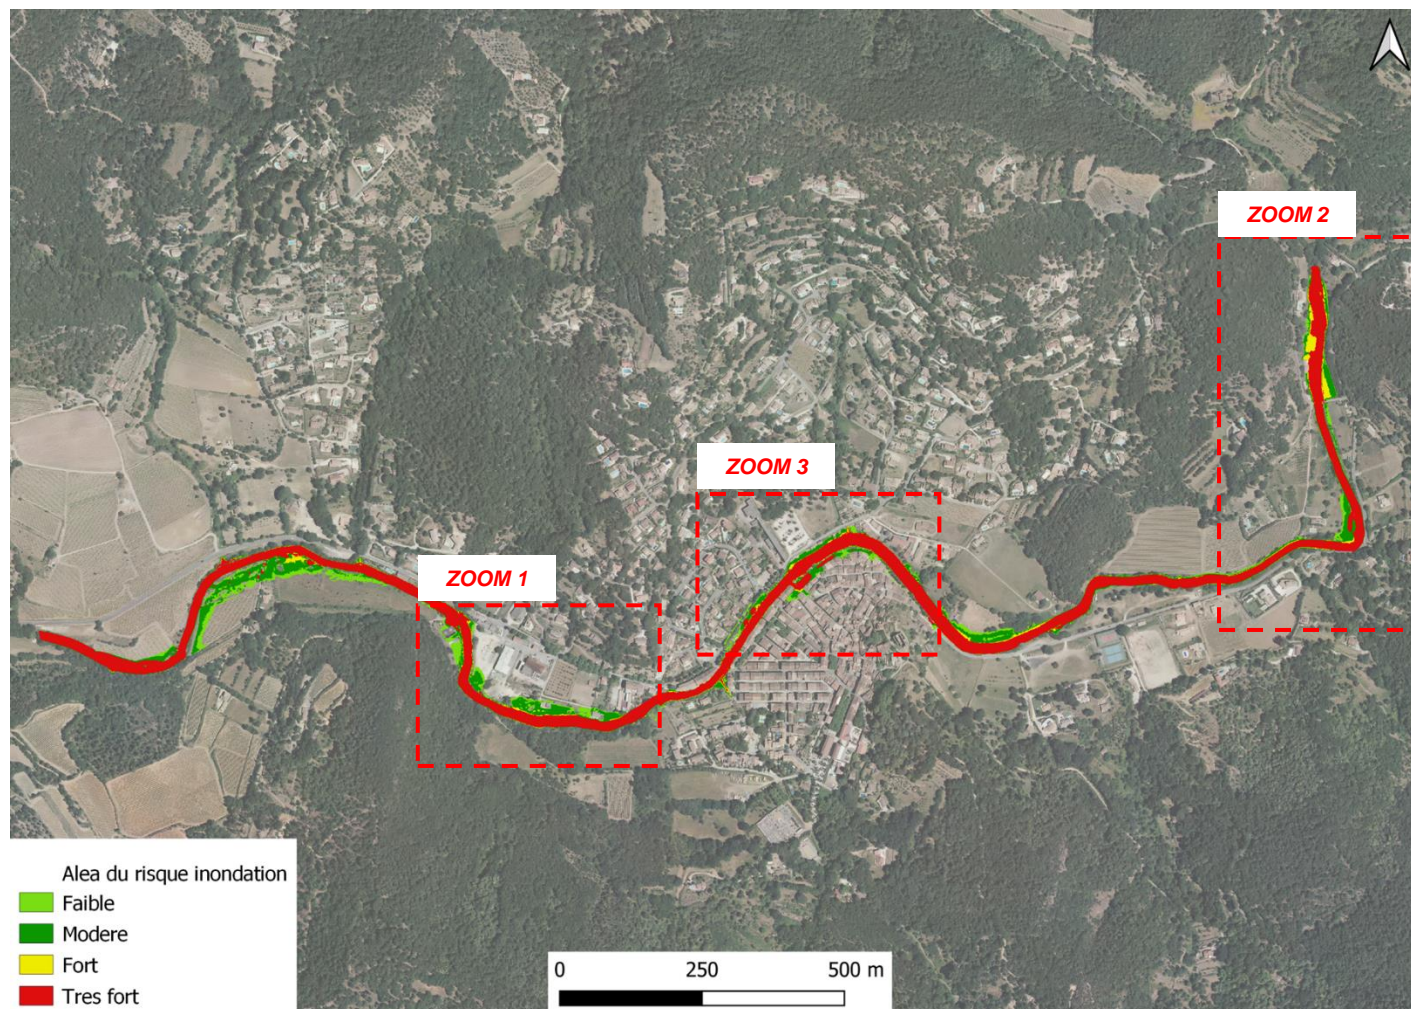 ZOOM 2
ZOOM 3
ZOOM 1
Alea du risque inondation
Faible
Modere
Fort
Tres fort
0 250 500 m